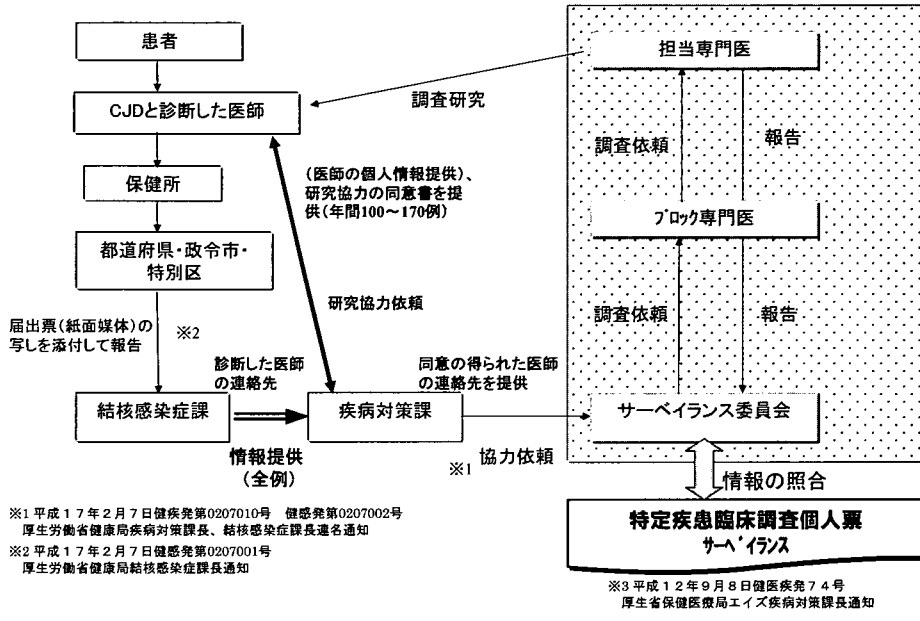 患者
CJDと診断した医師
保健所
都道府県・政令市・
特別区
届出票(紙面媒体)の
写しを添付して報告
※2
結核感染症課
診断した医師
の連絡先
情報提供
(全例)
疾病対策課
(医師の個人情報提供)、
研究協力の同意書を提
供(年間100～170例)
研究協力依頼
調査研究
同意の得られた医師
の連絡先を提供
※1 協力依頼
担当専門医
調査依頼
報告
ブロック専門医
調査依頼
報告
サーベイランス委員会
情報の照合
特定疾患臨床調査個人票
サーベイランス
※1 平成17年2月7日健疾発第0207010号 健感発第0207002号
厚生労働省健康局疾病対策課長、結核感染症課長連名通知
※2 平成17年2月7日健感発第0207001号
厚生労働省健康局結核感染症課長通知
※3 平成12年9月8日健医疾発74号
厚生省保健医療局エイズ疾病対策課長通知